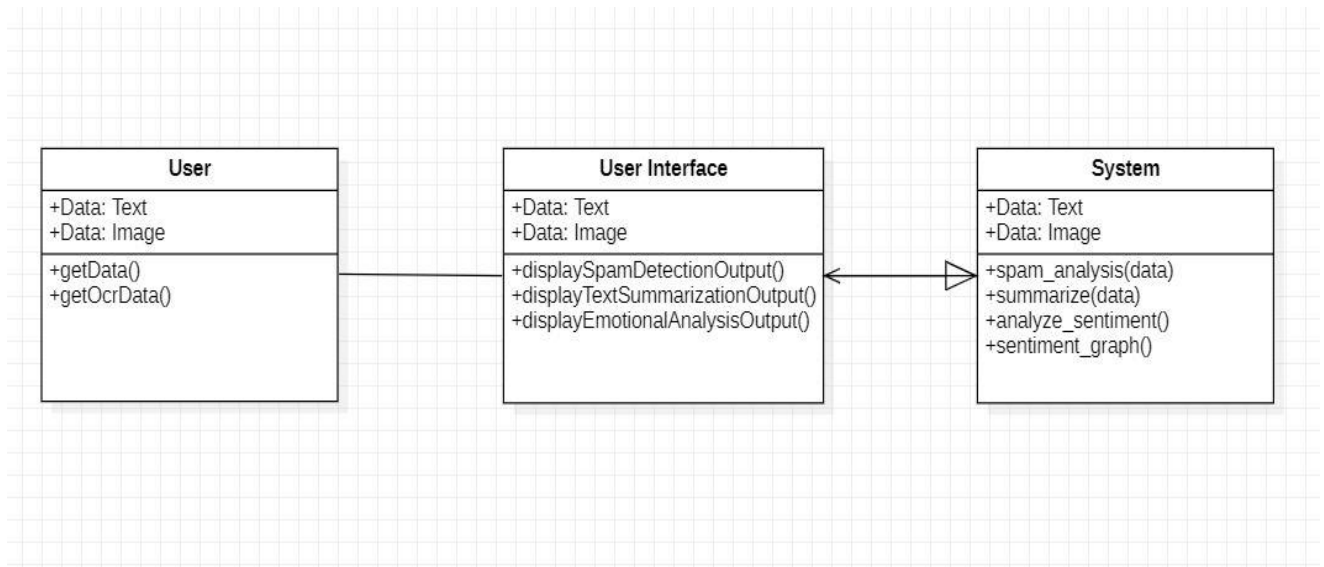 User
+Data: Text
+Data: Image
+getData()
+getOcrData()
User Interface
+Data: Text
+Data: Image
+displaySpamDetectionOutput()
+displayTextSummarizationOutput()
+displayEmotionalAnalysisOutput()
System
+Data: Text
+Data: Image
+spam_analysis(data)
+summarize(data)
+analyze_sentiment()
+sentiment_graph()